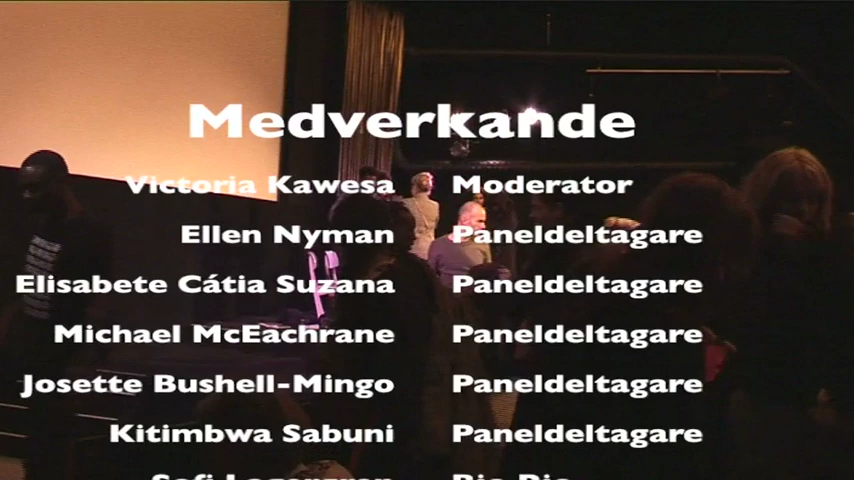 Medverkande
Victoria Kawesa Moderator
Ellen Nyman Paneldeltagare
Elisabete Cátia Suzana Paneldeltagare
Michael McEachrane Paneldeltagare
Josette Bushell-Mingo Paneldeltagare
Kitimbwa Sabuni Paneldeltagare